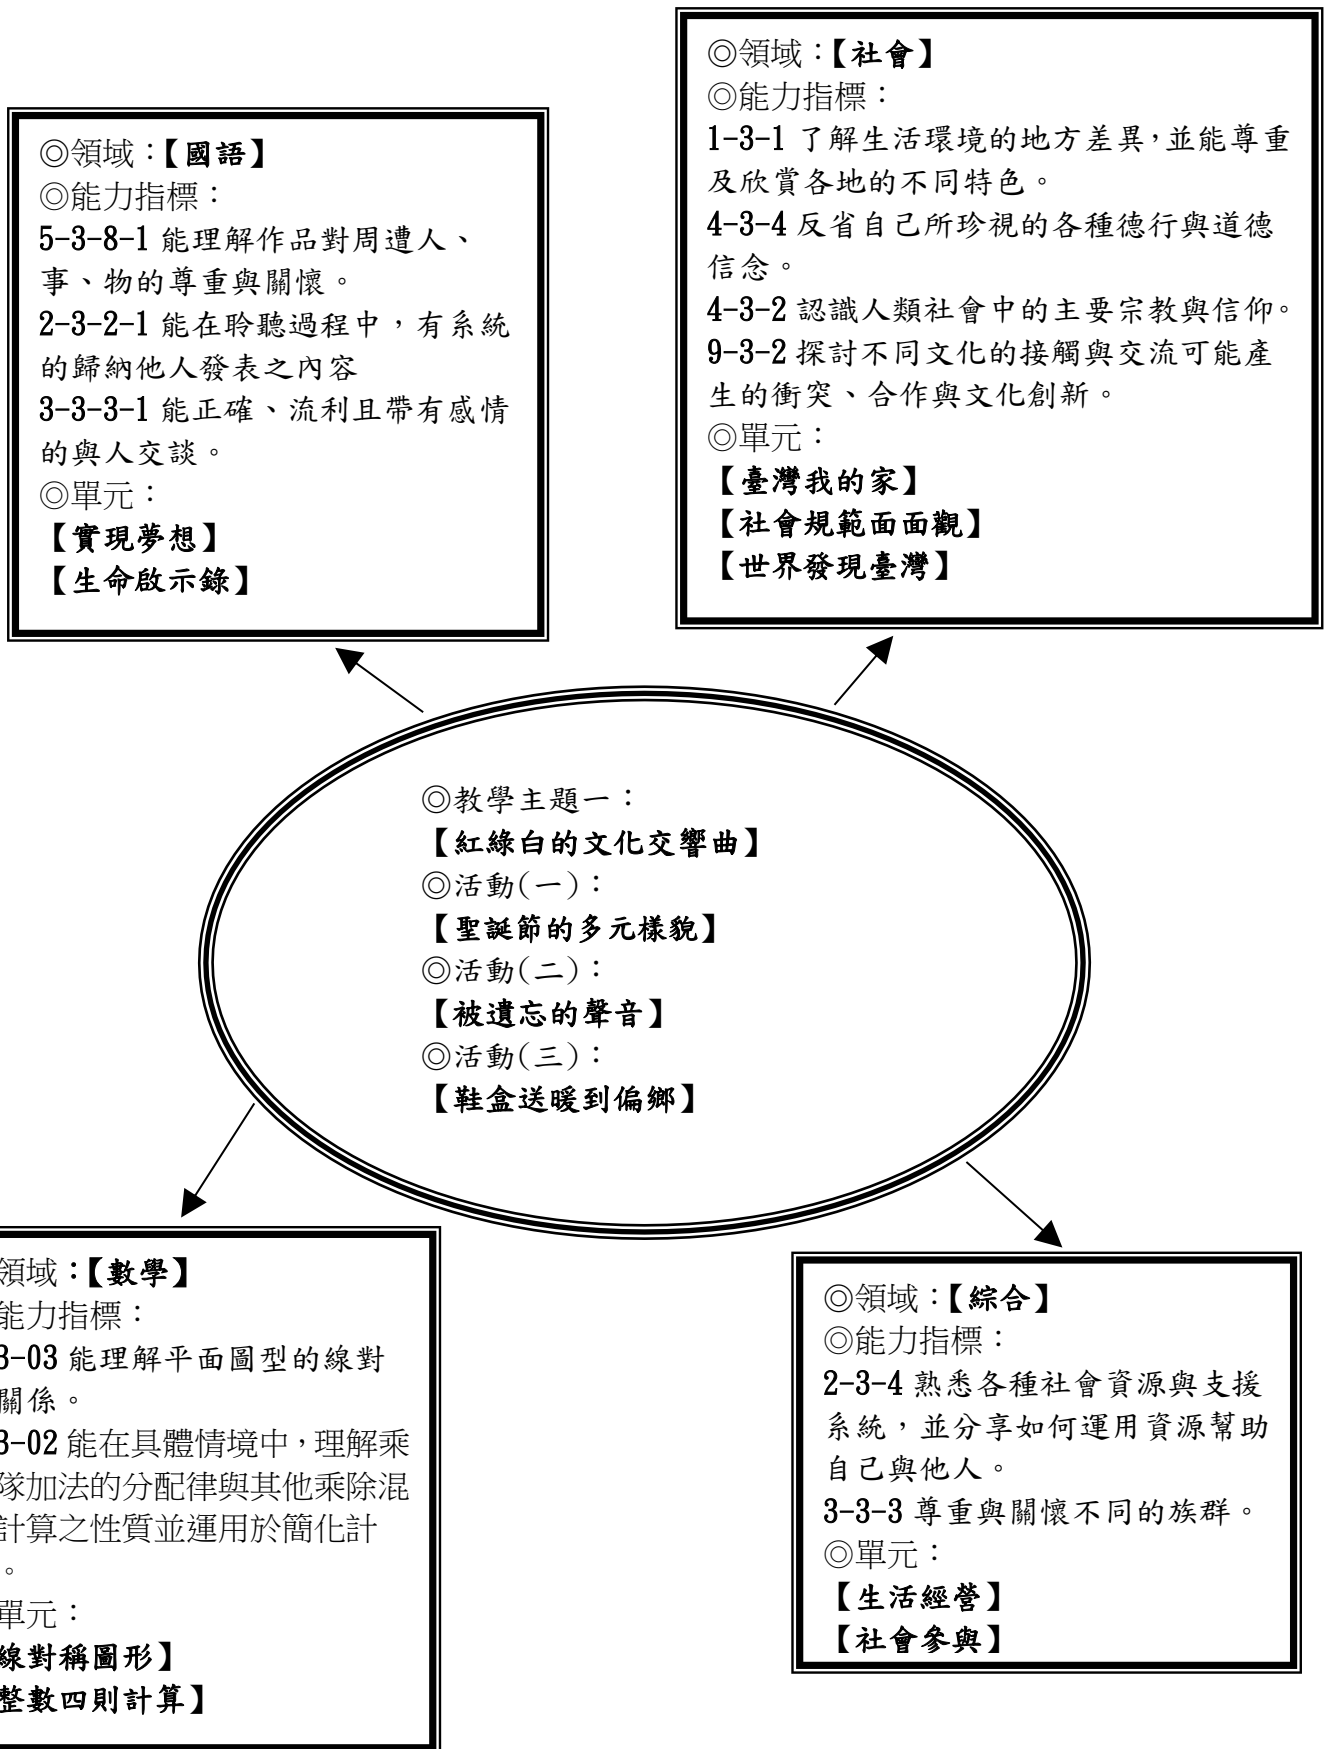 ◎領域：【國語】
◎能力指標：
5-3-8-1 能理解作品對周遭人、
事、物的尊重與關懷。
2-3-2-1 能在聆聽過程中，有系統
的歸納他人發表之內容
3-3-3-1 能正確、流利且帶有感情
的與人交談。
◎單元：
【實現夢想】
【生命啟示錄】
◎領域：【社會】
◎能力指標：
1-3-1 了解生活環境的地方差異，並能尊重
及欣賞各地的不同特色。
4-3-4 反省自己所珍視的各種德行與道德
信念。
4-3-2 認識人類社會中的主要宗教與信仰。
9-3-2 探討不同文化的接觸與交流可能產
生的衝突、合作與文化創新。
◎單元：
【臺灣我的家】
【社會規範面面觀】
【世界發現臺灣】
◎教學主題一：
【紅綠白的文化交響曲】
◎活動(一)：
【聖誕節的多元樣貌】
◎活動(二)：
【被遺忘的聲音】
◎活動(三)：
【鞋盒送暖到偏鄉】
領域：【數學】
能力指標：
3-03 能理解平面圖型的線對
關係。
3-02 能在具體情境中，理解乘
隊加法的分配律與其他乘除混
計算之性質並運用於簡化計
。
單元：
線對稱圖形】
整數四則計算】
◎領域：【綜合】
◎能力指標：
2-3-4 熟悉各種社會資源與支援
系統，並分享如何運用資源幫助
自己與他人。
3-3-3 尊重與關懷不同的族群。
◎單元：
【生活經營】
【社會參與】